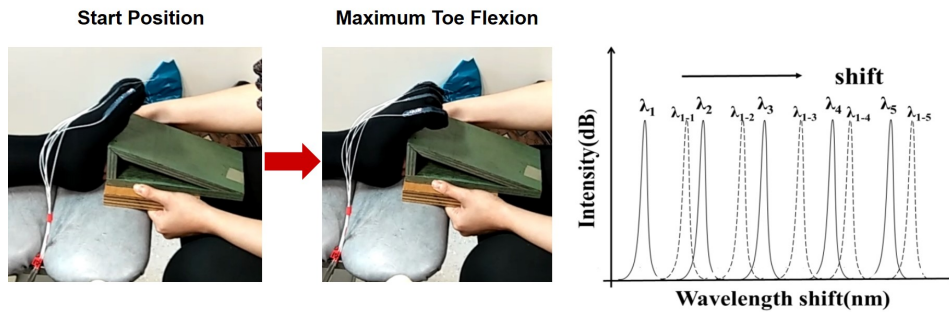 Start Position
Maximum Toe Flexion
shift
λ1 λ1-1 λ2 λ1-2 λ3 λ1-3 λ4 λ1-4 λ5 λ1-5
Intensity(dB)
Wavelength shift(nm)